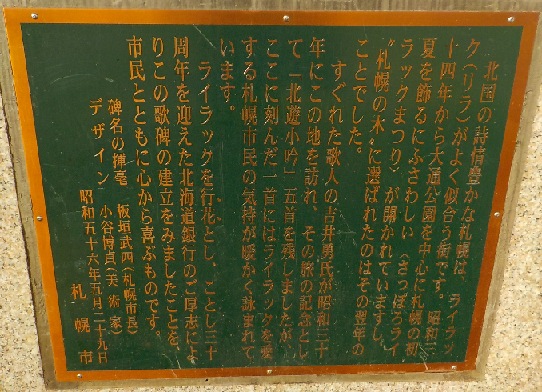 北国の詩情豊かな札幌は、ライラッ
ク(リラ)がよく似合う街です。昭和三
十四年から大通公園を中心に札幌の初
夏を飾るにふさわしい〈さっぽろライ
ラックまつり〉が開かれていますし、
〝札幌の木〟に選ばれたのはその翌年の
ことでした。
すぐれた歌人の吉井勇氏が昭和三十
年にこの地を訪れ、その旅の記念とし
て「北遊小吟」五首を残しましたが、
ここに刻んだ一首にはライラックを愛
する札幌市民の気持が暖かく詠まれて
います。
ライラックを行花とし、ことし三十
周年を迎えた北海道銀行のご厚志によ
りこの歌碑の建立をみましたことを、
市民とともに心から喜ぶものです。
碑名の揮毫 板垣武四(札幌市長)
デザイン 小谷博貞(美術家)
昭和五十六年五月二十九日
札幌市